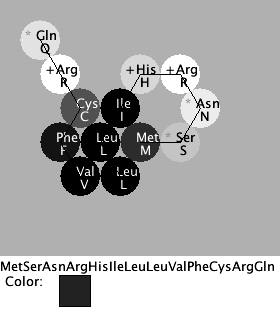 * Gln
Q
+Arg
R
Cys
C
Ile
I
+His
H
+Arg
R
* Asn
N
Phe
F
Leu
L
Met
M
* Ser
S
Val
V
Leu
L
MetSerAsnArgHisIleLeuLeuValPheCysArgGln
Color: